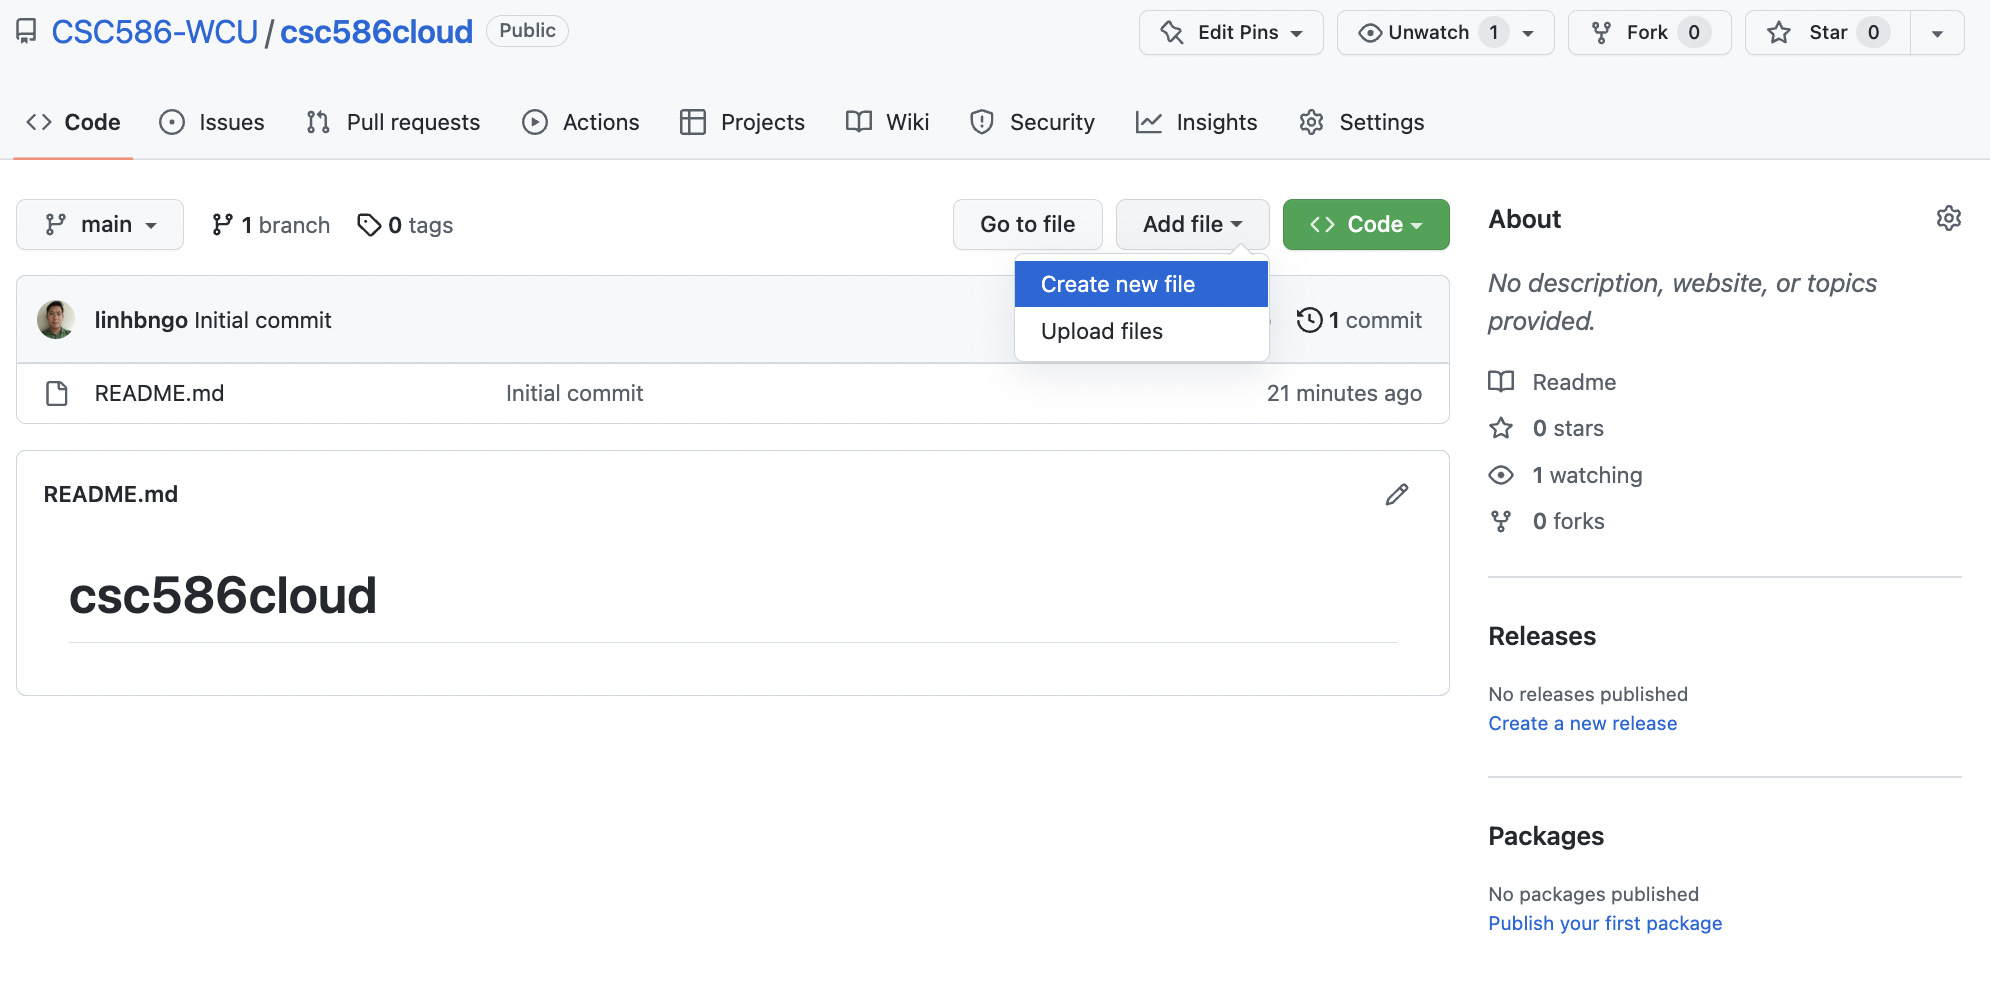 CSC586-WCU / csc586cloud Public Edit Pins Unwatch 1 Fork 0 Star 0
Code Issues Pull requests Actions Projects Wiki Security Insights Settings
main 1 branch 0 tags Go to file Add file Code
Create new file
Upload files
linhbngo Initial commit 1 commit
README.md Initial commit 21 minutes ago
README.md
csc586cloud
About
No description, website, or topics
provided.
Readme
0 stars
1 watching
0 forks
Releases
No releases published
Create a new release
Packages
No packages published
Publish your first package